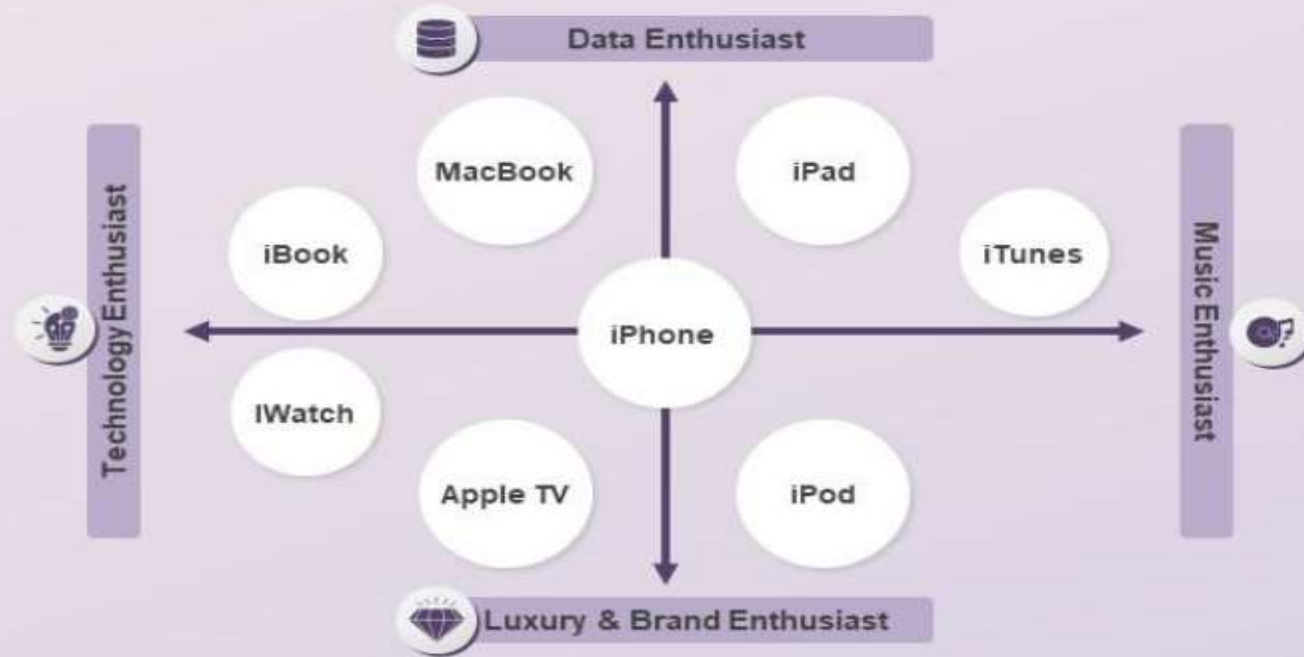 Data Enthusiast
MacBook
iPad
Technology Enthusiast
iBook
iTunes
Music Enthusiast
iPhone
IWatch
Apple TV
iPod
Luxury & Brand Enthusiast